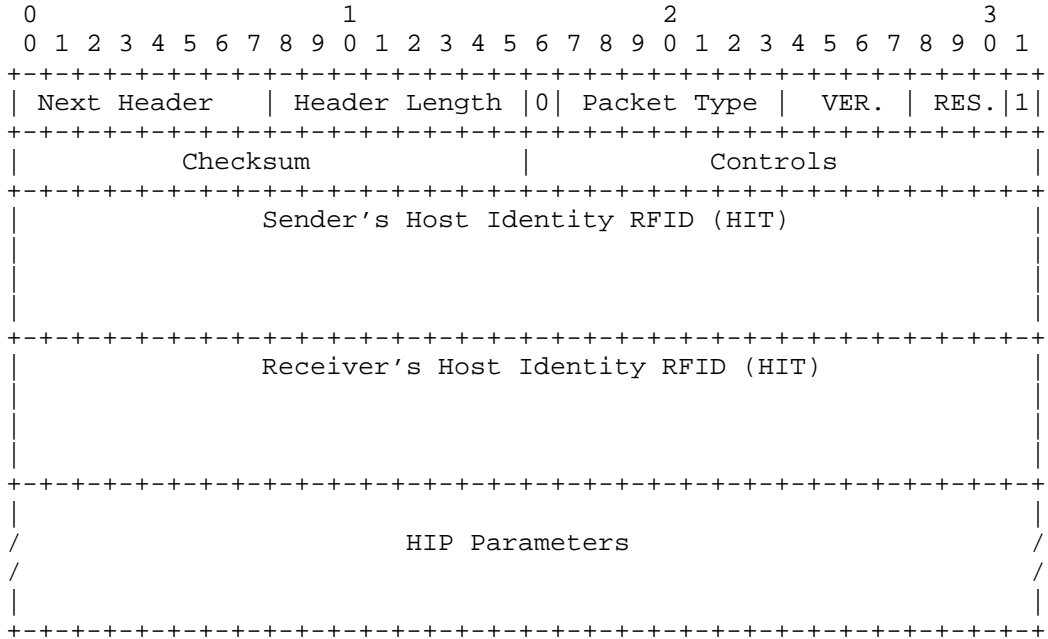 0                   1                   2                   3
0 1 2 3 4 5 6 7 8 9 0 1 2 3 4 5 6 7 8 9 0 1 2 3 4 5 6 7 8 9 0 1
+-+-+-+-+-+-+-+-+-+-+-+-+-+-+-+-+-+-+-+-+-+-+-+-+-+-+-+-+-+-+-+-+
| Next Header   | Header Length |0| Packet Type |  VER. | RES.|1|
+-+-+-+-+-+-+-+-+-+-+-+-+-+-+-+-+-+-+-+-+-+-+-+-+-+-+-+-+-+-+-+-+
|          Checksum             |           Controls            |
+-+-+-+-+-+-+-+-+-+-+-+-+-+-+-+-+-+-+-+-+-+-+-+-+-+-+-+-+-+-+-+-+
|               Sender's Host Identity RFID (HIT)               |
|                                                               |
|                                                               |
|                                                               |
+-+-+-+-+-+-+-+-+-+-+-+-+-+-+-+-+-+-+-+-+-+-+-+-+-+-+-+-+-+-+-+-+
|               Receiver's Host Identity RFID (HIT)             |
|                                                               |
|                                                               |
|                                                               |
+-+-+-+-+-+-+-+-+-+-+-+-+-+-+-+-+-+-+-+-+-+-+-+-+-+-+-+-+-+-+-+-+
|                                                               |
/                        HIP Parameters                         /
/                                                               /
|                                                               |
+-+-+-+-+-+-+-+-+-+-+-+-+-+-+-+-+-+-+-+-+-+-+-+-+-+-+-+-+-+-+-+-+